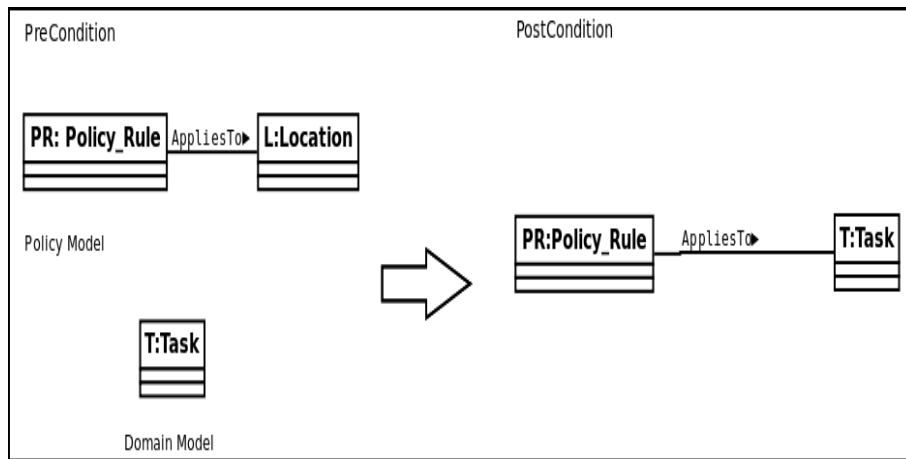 PreCondition
PR: Policy_Rule
AppliesTo
L:Location
Policy Model
T:Task
Domain Model
PostCondition
PR:Policy_Rule
AppliesTo
T:Task